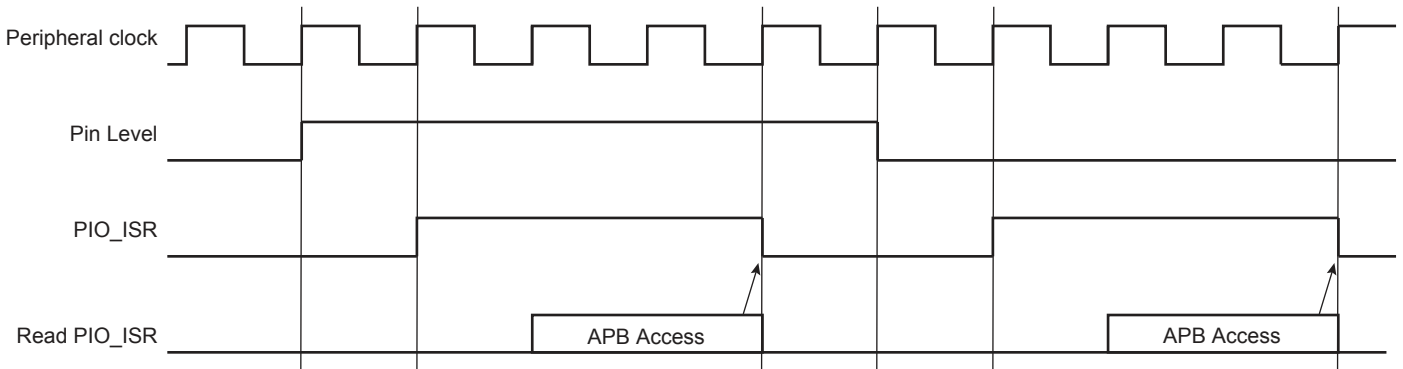 Peripheral clock
Pin Level
PIO_ISR
Read PIO_ISR
APB Access
APB Access